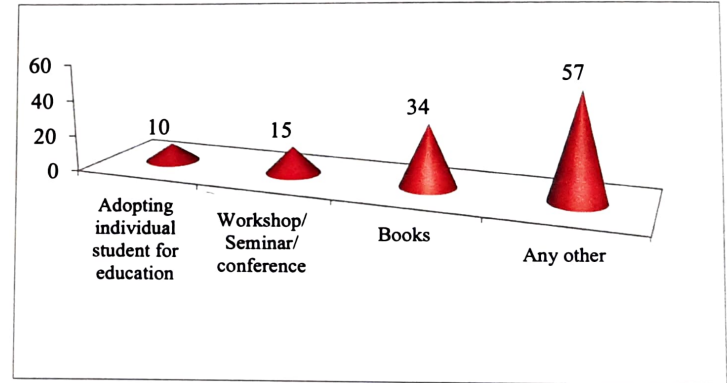 60
40
20
0
10
15
34
57
Adopting
individual
student for
education
Workshop/
Seminar/
conference
Books
Any other